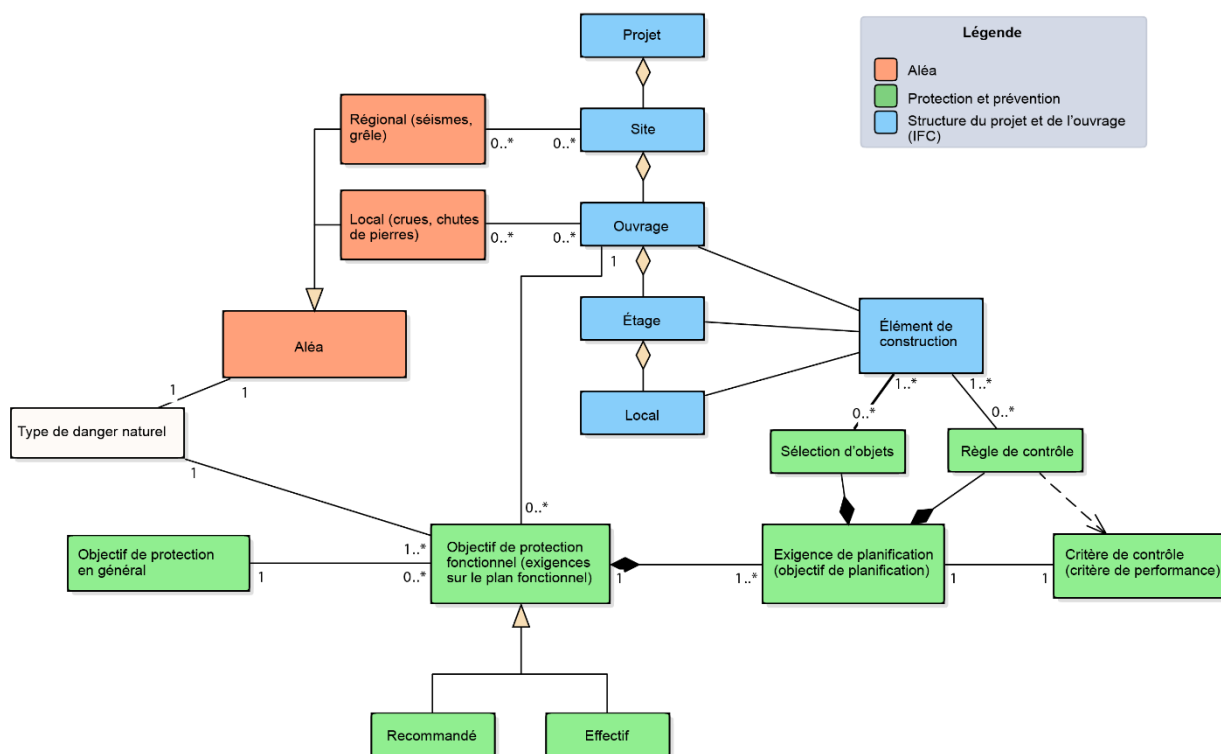 Projet
Légende
Aléa
Protection et prévention
Structure du projet et de l'ouvrage
(IFC)
Régional (séismes,
grêle)
0..*
0..*
Site
Local (crues, chutes
de pierres)
0..*
0..*
Ouvrage
1
Aléa
Étage
Élément de
construction
1
1
Local
1..*
1..*
0..*
0..*
Type de danger naturel
1
Sélection d'objets
Règle de contrôle
0..*
Objectif de protection
en général
1
1..*
0..*
Objectif de protection
fonctionnel (exigences
sur le plan fonctionnel)
1
1..*
Exigence de planification
(objectif de planification)
1
1
Critère de contrôle
(critère de performance)
Recommandé
Effectif